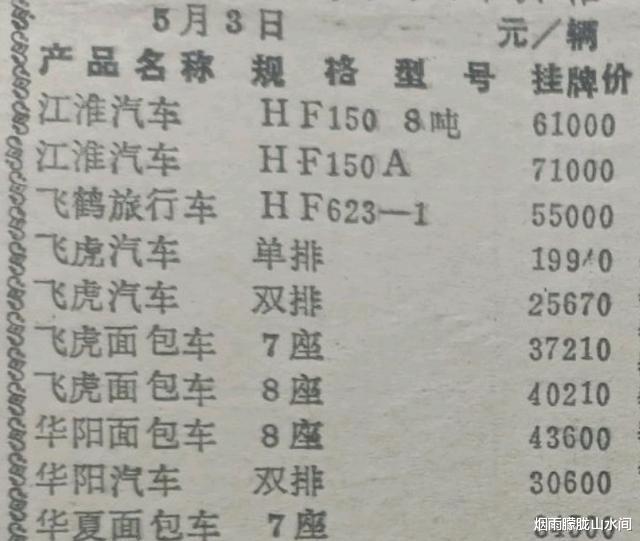 5月3日 元／辆
产品名称 规格型号 挂牌价
江淮汽车 HF150 8吨 61000
江淮汽车 HF150A 71000
飞鹤旅行车 HF623—1 55000
飞虎汽车 单排
飞虎汽车 双排 25670
飞虎面包车 7座 37210
飞虎面包车 8座 40210
华阳面包车 8座 43600
华阳汽车 双排 30600
华夏面包车 7座
烟雨朦胧山水间